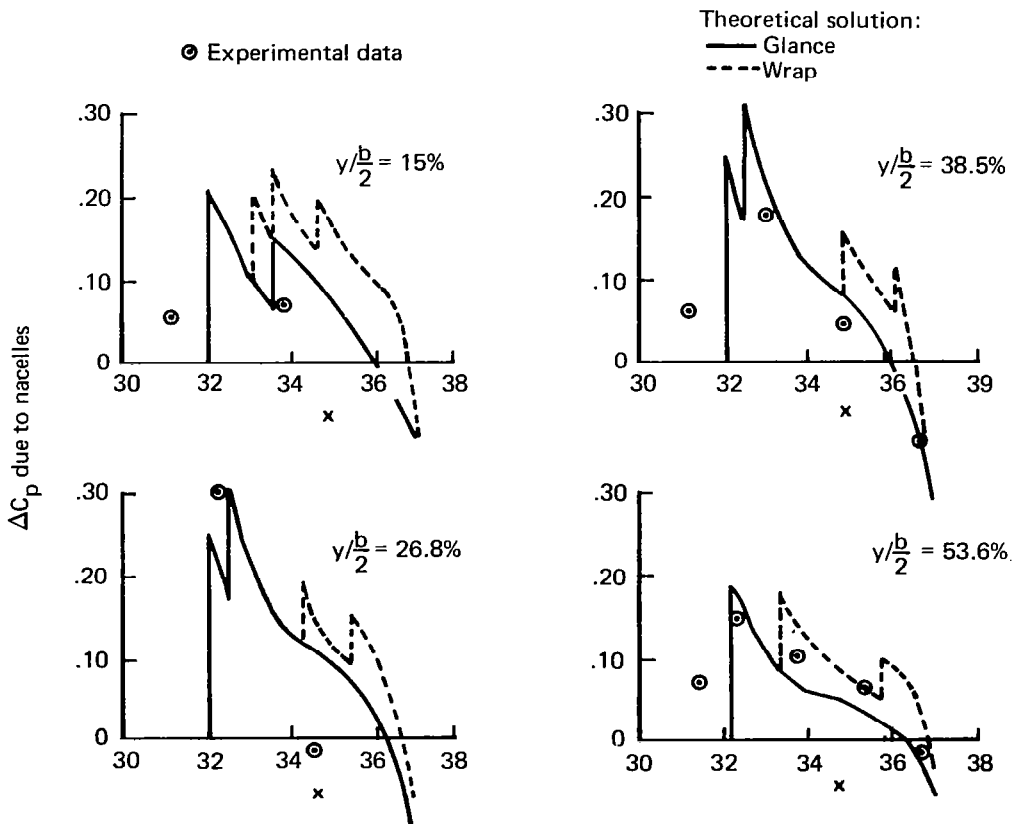 Experimental data
Theoretical solution:
Glance
Wrap
ΔCp due to nacelles
.30
.20
.10
0
30 32 34 36 38
x
y/b/2 = 15%
.30
.20
.10
0
30 32 34 36 39
x
y/b/2 = 38.5%
.30
.20
.10
0
30 32 34 36 38
x
y/b/2 = 26.8%
.30
.20
.10
0
30 32 34 36 38
x
y/b/2 = 53.6%